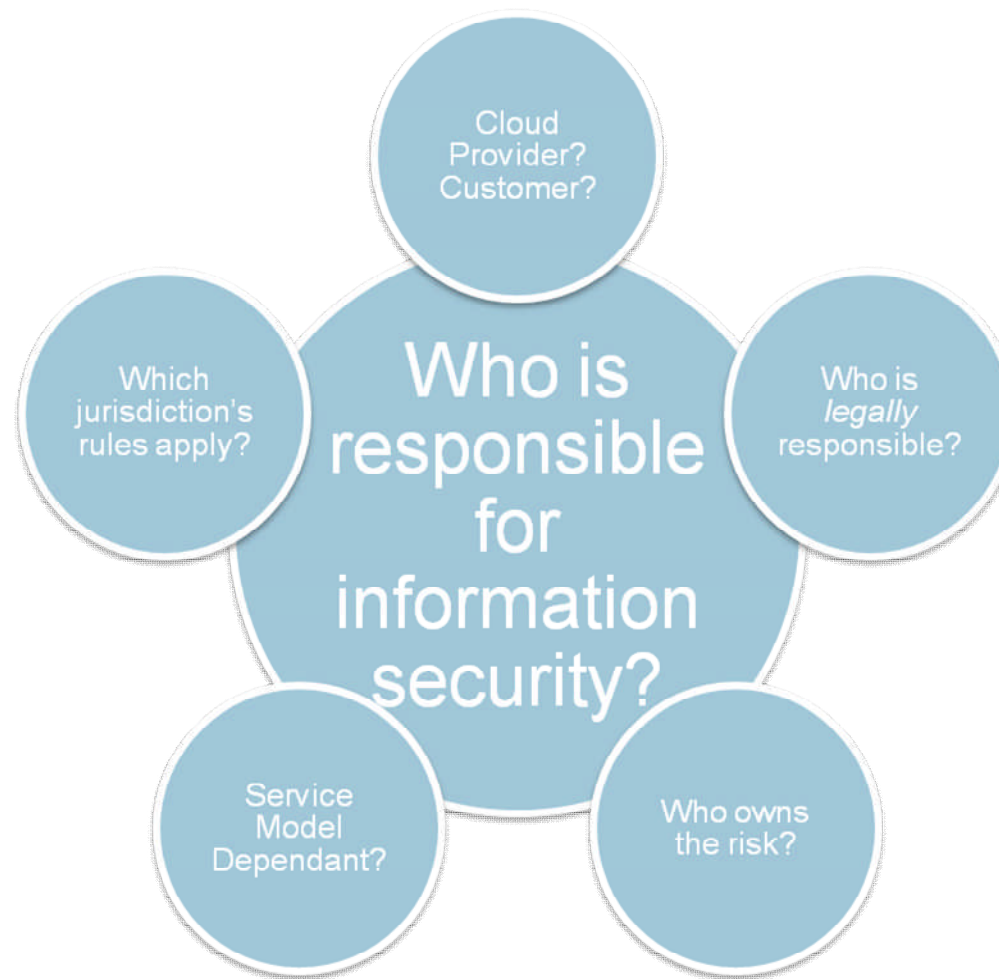 Cloud
Provider?
Customer?
Who is
responsible
for
information
security?
Who is
legally
responsible?
Who owns
the risk?
Service
Model
Dependant?
Which
jurisdiction's
rules apply?